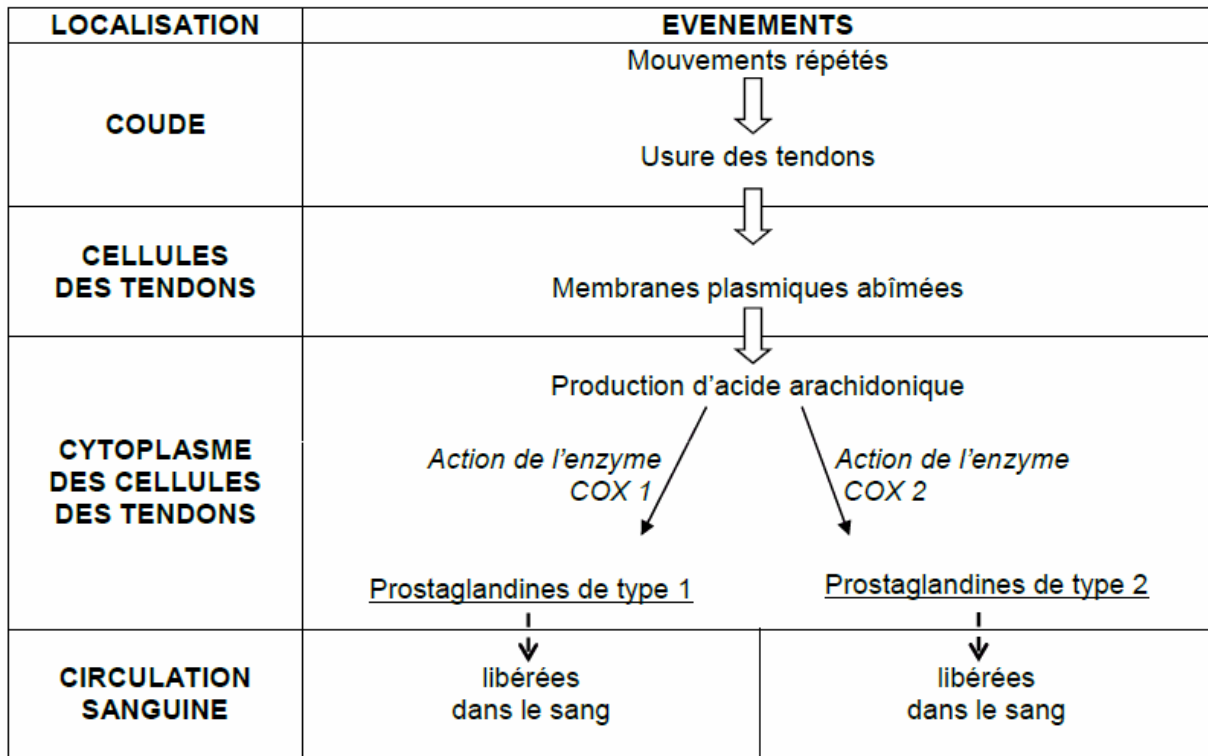 LOCALISATION
EVENEMENTS
COUDE
Mouvements répétés
Usure des tendons
CELLULES
DES TENDONS
Membranes plasmiques abîmées
CYTOPLASME
DES CELLULES
DES TENDONS
Production d'acide arachidonique
Action de l'enzyme
COX 1
Action de l'enzyme
COX 2
Prostaglandines de type 1
Prostaglandines de type 2
CIRCULATION
SANGUINE
libérées
dans le sang
libérées
dans le sang